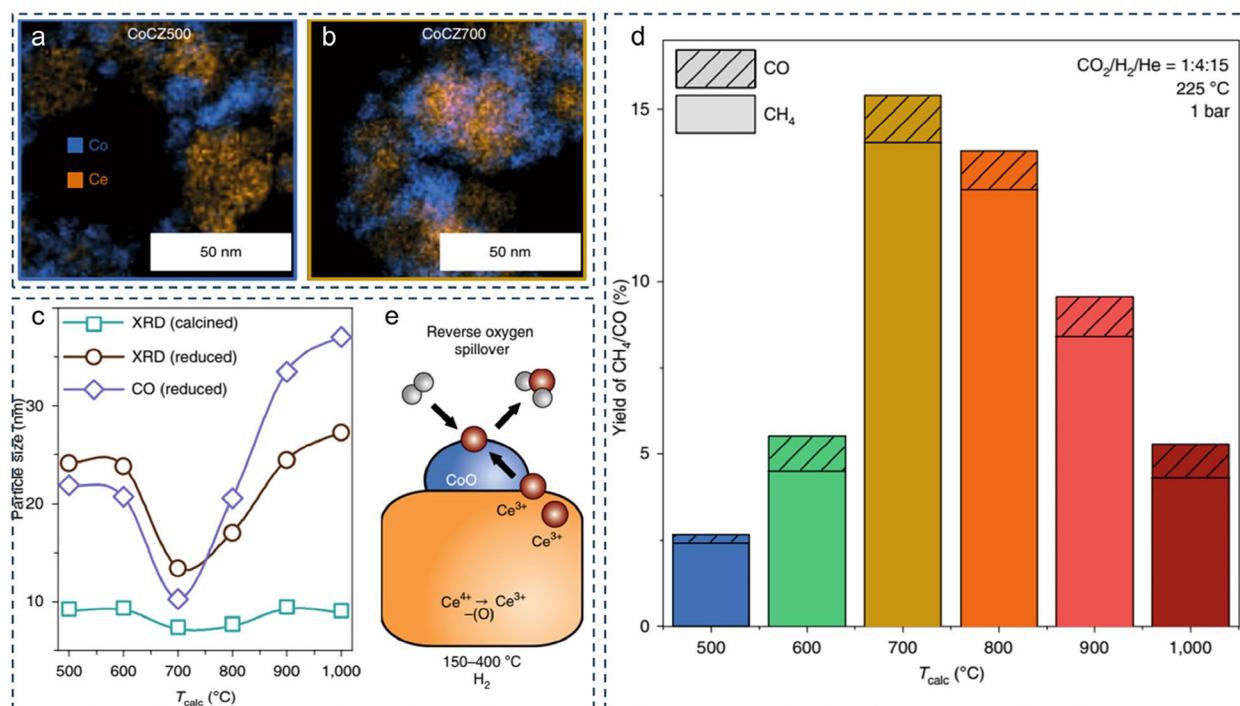 a
CoCZ500
Co
Ce
50 nm
b
CoCZ700
50 nm
c
XRD (calcined)
XRD (reduced)
CO (reduced)
Particle size (nm)
30
20
10
500 600 700 800 900 1,000
T_calc (°C)
e
Reverse oxygen
spillover
CoO
Ce³⁺
Ce³⁺
Ce⁴⁺ → Ce³⁺
−(O)
150–400 °C
H₂
d
CO
CH₄
CO₂/H₂/He = 1:4:15
225 °C
1 bar
Yield of CH₄/CO (%)
15
10
5
0
500 600 700 800 900 1,000
T_calc (°C)